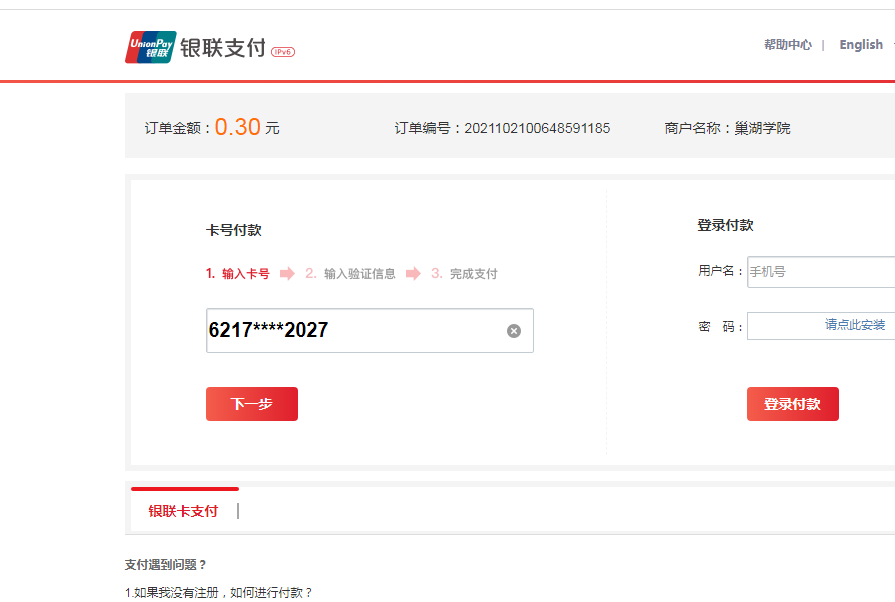 UnionPay 银联 银联支付 IPv6
帮助中心 | English
订单金额：0.30 元 订单编号：2021102100648591185 商户名称：巢湖学院
卡号付款
1. 输入卡号 2. 输入验证信息 3. 完成支付
6217****2027
下一步
登录付款
用户名： 手机号
密 码： 请点此安装
登录付款
银联卡支付
支付遇到问题？
1.如果我没有注册，如何进行付款？